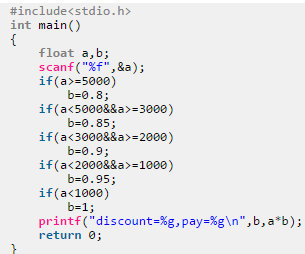 #include<stdio.h>
int main()
{
    float a,b;
    scanf("%f",&a);
    if(a>=5000)
        b=0.8;
    if(a<5000&&a>=3000)
        b=0.85;
    if(a<3000&&a>=2000)
        b=0.9;
    if(a<2000&&a>=1000)
        b=0.95;
    if(a<1000)
        b=1;
    printf("discount=%g,pay=%g\n",b,a*b);
    return 0;
}